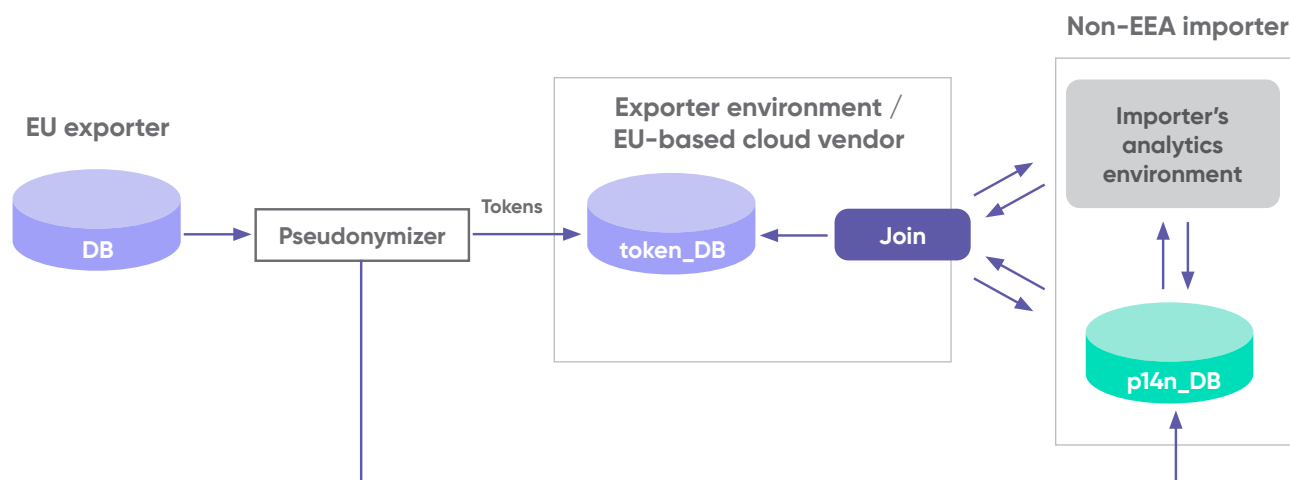 Non-EEA importer
EU exporter
Exporter environment /
EU-based cloud vendor
Importer's
analytics
environment
DB
Pseudonymizer
Tokens
token_DB
Join
p14n_DB